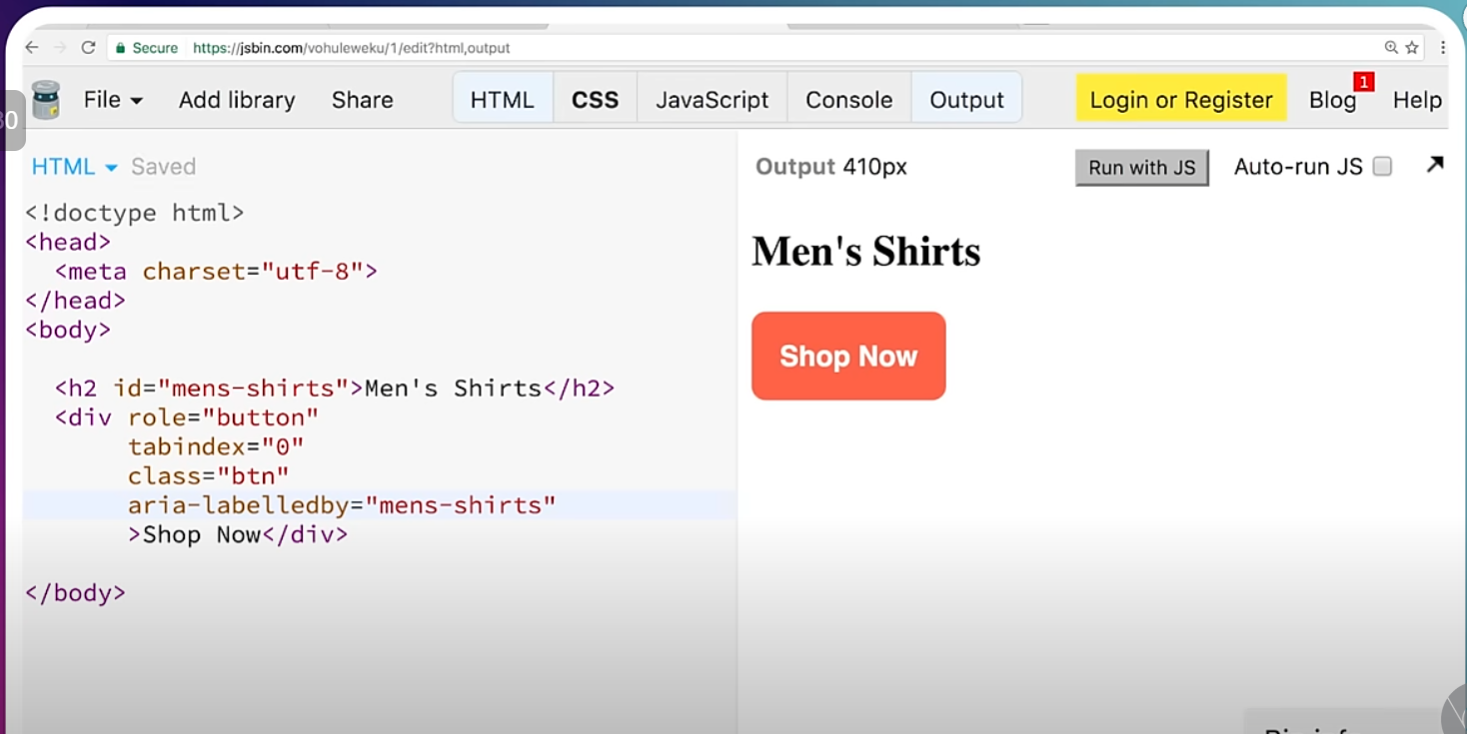 Secure https://jsbin.com/vohuleweku/1/edit?html,output
File Add library Share HTML CSS JavaScript Console Output Login or Register Blog 1 Help
HTML Saved
Output 410px Run with JS Auto-run JS
<!doctype html>
<head>
  <meta charset="utf-8">
</head>
<body>
  <h2 id="mens-shirts">Men's Shirts</h2>
  <div role="button"
       tabindex="0"
       class="btn"
       aria-labelledby="mens-shirts"
       >Shop Now</div>
</body>
Men's Shirts
Shop Now